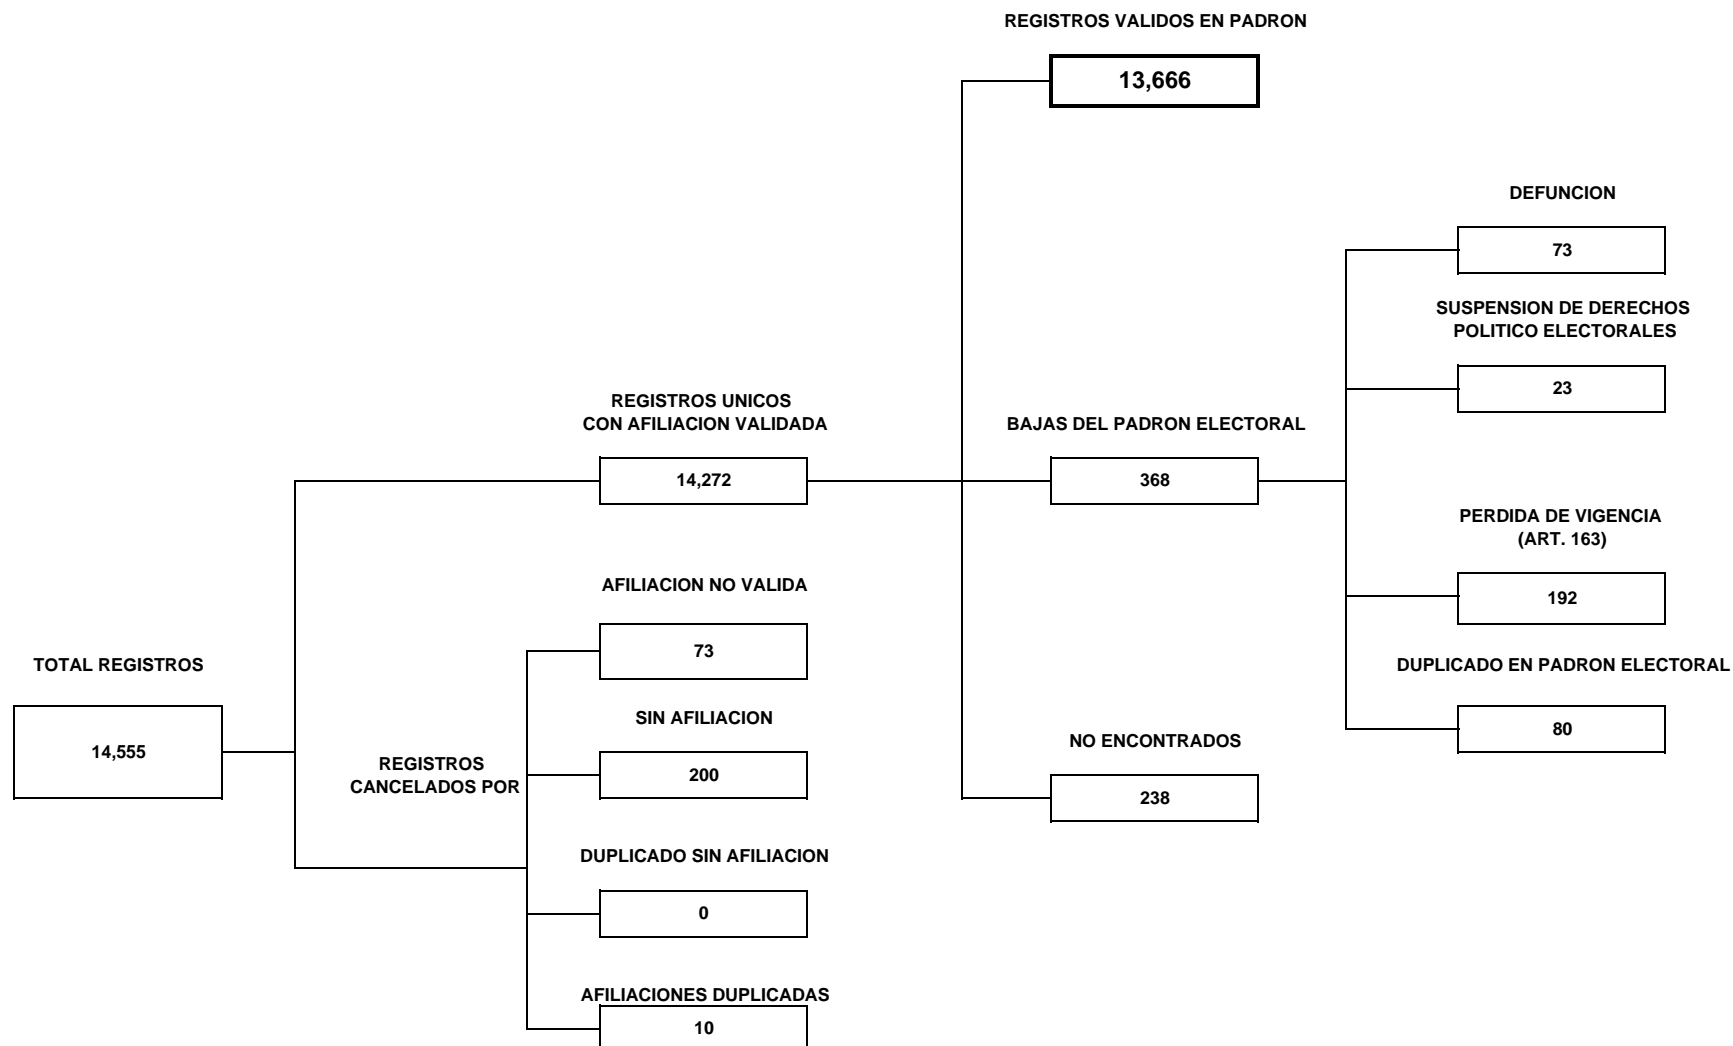 REGISTROS VALIDOS EN PADRON
13,666
DEFUNCION
73
SUSPENSION DE DERECHOS
POLITICO ELECTORALES
23
REGISTROS UNICOS
CON AFILIACION VALIDADA
14,272
BAJAS DEL PADRON ELECTORAL
368
PERDIDA DE VIGENCIA
(ART. 163)
192
AFILIACION NO VALIDA
73
TOTAL REGISTROS
14,555
DUPLICADO EN PADRON ELECTORAL
80
SIN AFILIACION
200
REGISTROS
CANCELADOS POR
NO ENCONTRADOS
238
DUPLICADO SIN AFILIACION
0
AFILIACIONES DUPLICADAS
10